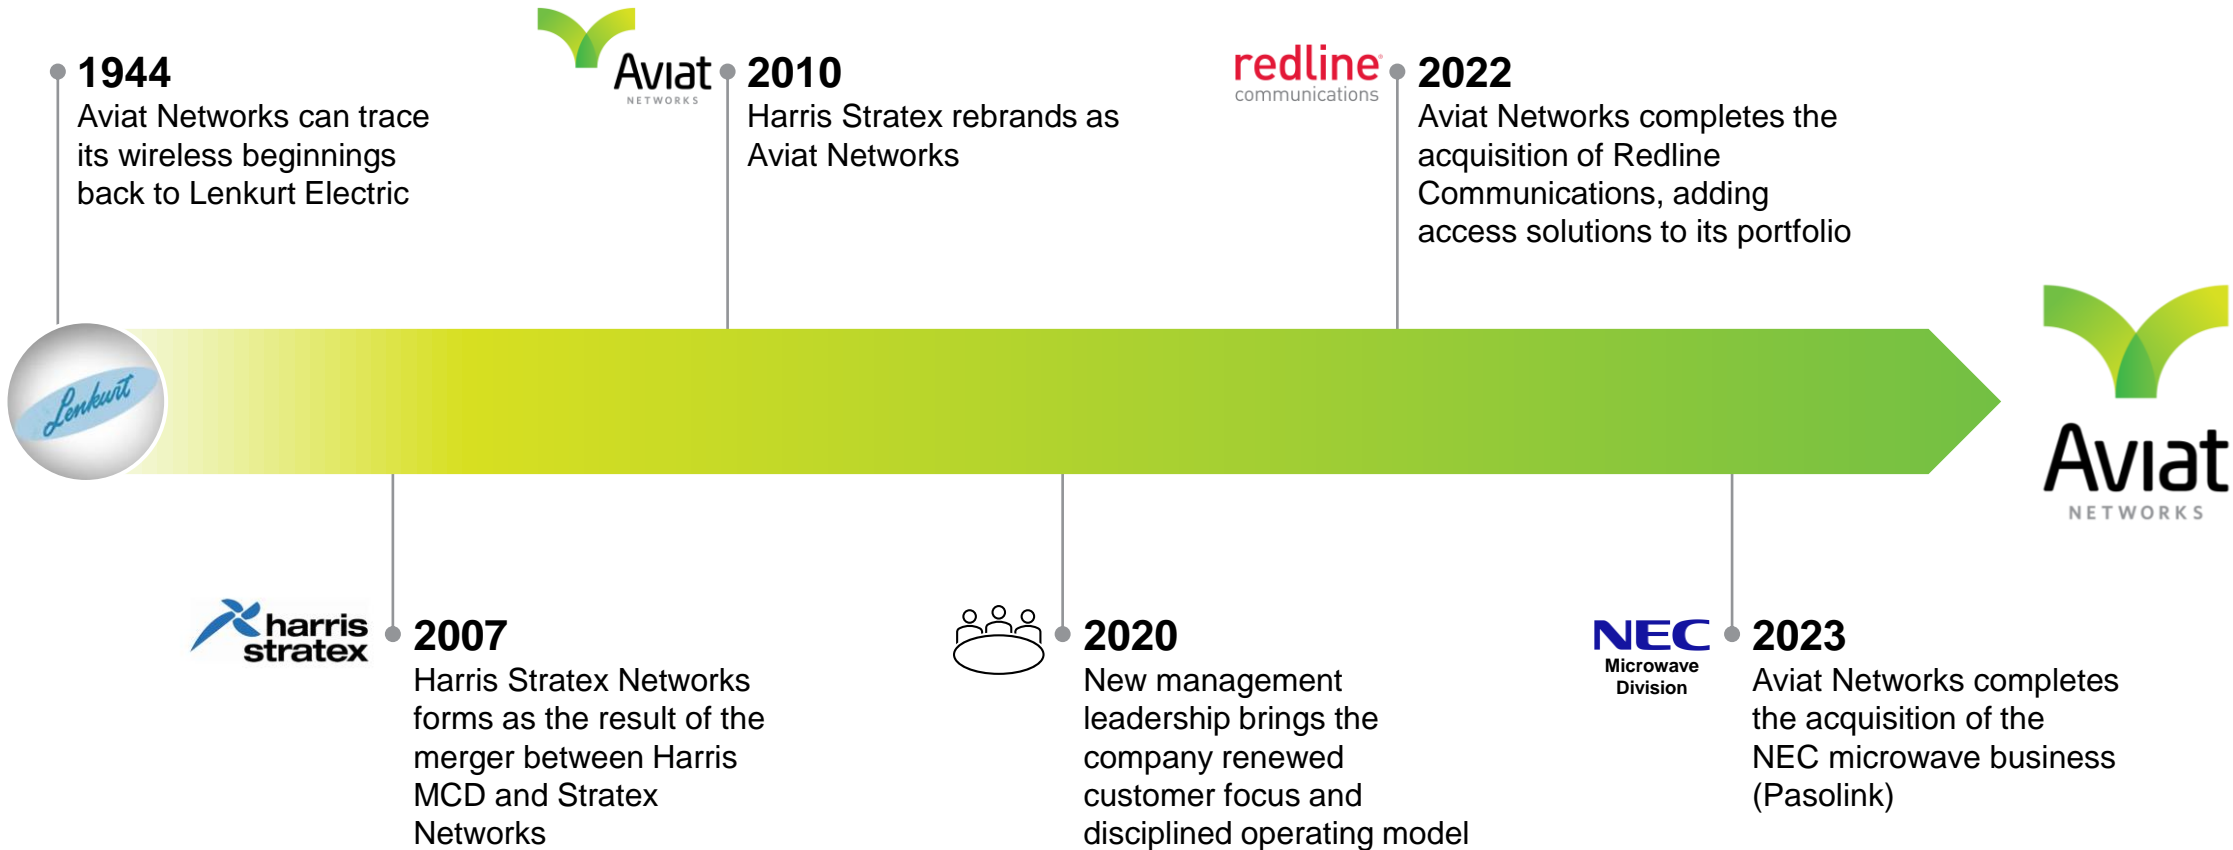 1944
Aviat Networks can trace
its wireless beginnings
back to Lenkurt Electric
Aviat
NETWORKS
2010
Harris Stratex rebrands as
Aviat Networks
redline
communications
2022
Aviat Networks completes the
acquisition of Redline
Communications, adding
access solutions to its portfolio
Lenkurt
Aviat
NETWORKS
harris
stratex
2007
Harris Stratex Networks
forms as the result of the
merger between Harris
MCD and Stratex
Networks
2020
New management
leadership brings the
company renewed
customer focus and
disciplined operating model
NEC
Microwave
Division
2023
Aviat Networks completes
the acquisition of the
NEC microwave business
(Pasolink)